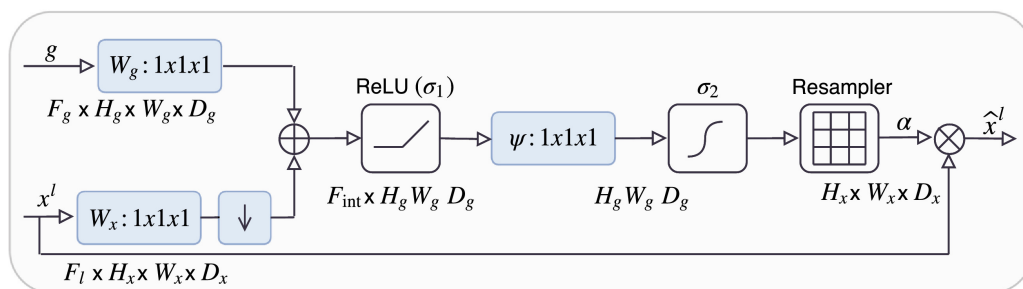 g
W_g : 1x1x1
F_g x H_g x W_g x D_g
x^l
W_x : 1x1x1
↓
F_l x H_x x W_x x D_x
ReLU (σ_1)
F_int x H_g W_g D_g
ψ : 1x1x1
H_g W_g D_g
σ_2
Resampler
α
H_x x W_x x D_x
x̂^l